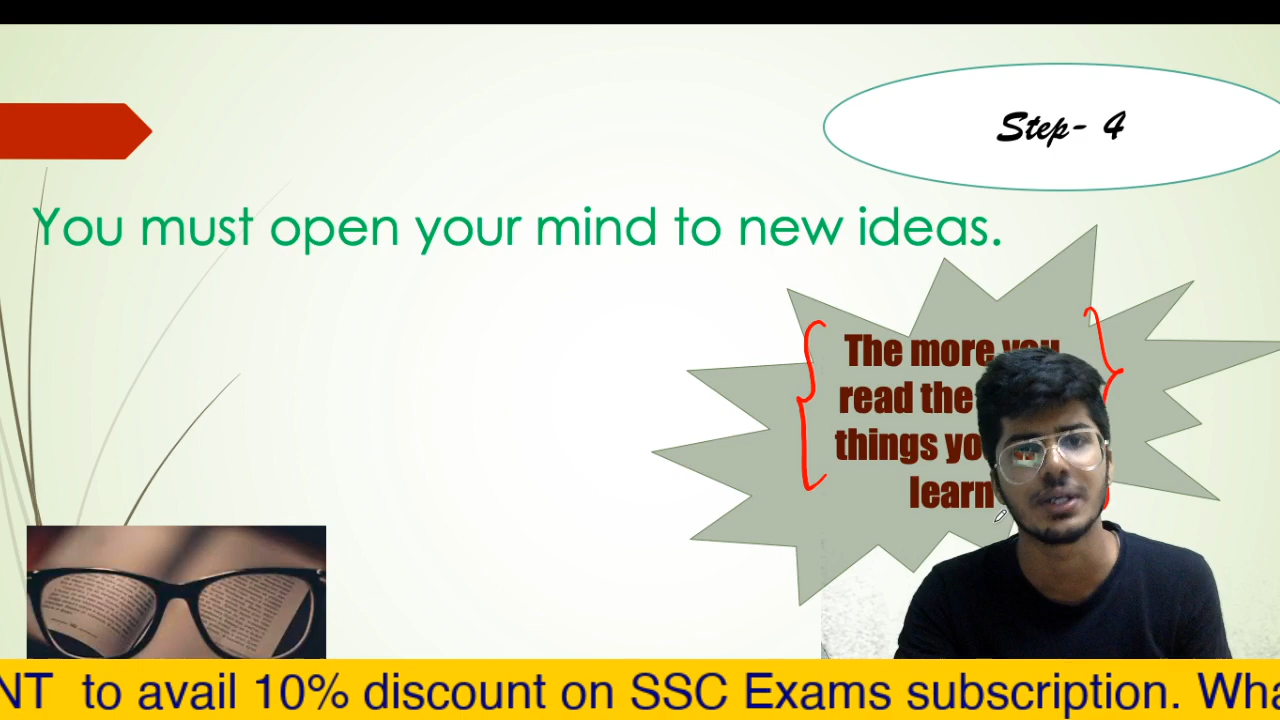 Step- 4
You must open your mind to new ideas.
The more you
read the
things yo
learn
NT to avail 10% discount on SSC Exams subscription. Wha